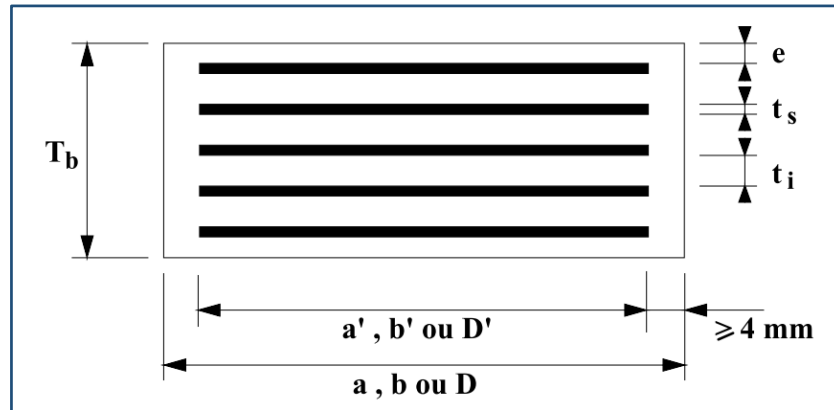 e
t s
T b
t i
a' , b' ou D'
⩾ 4 mm
a , b ou D